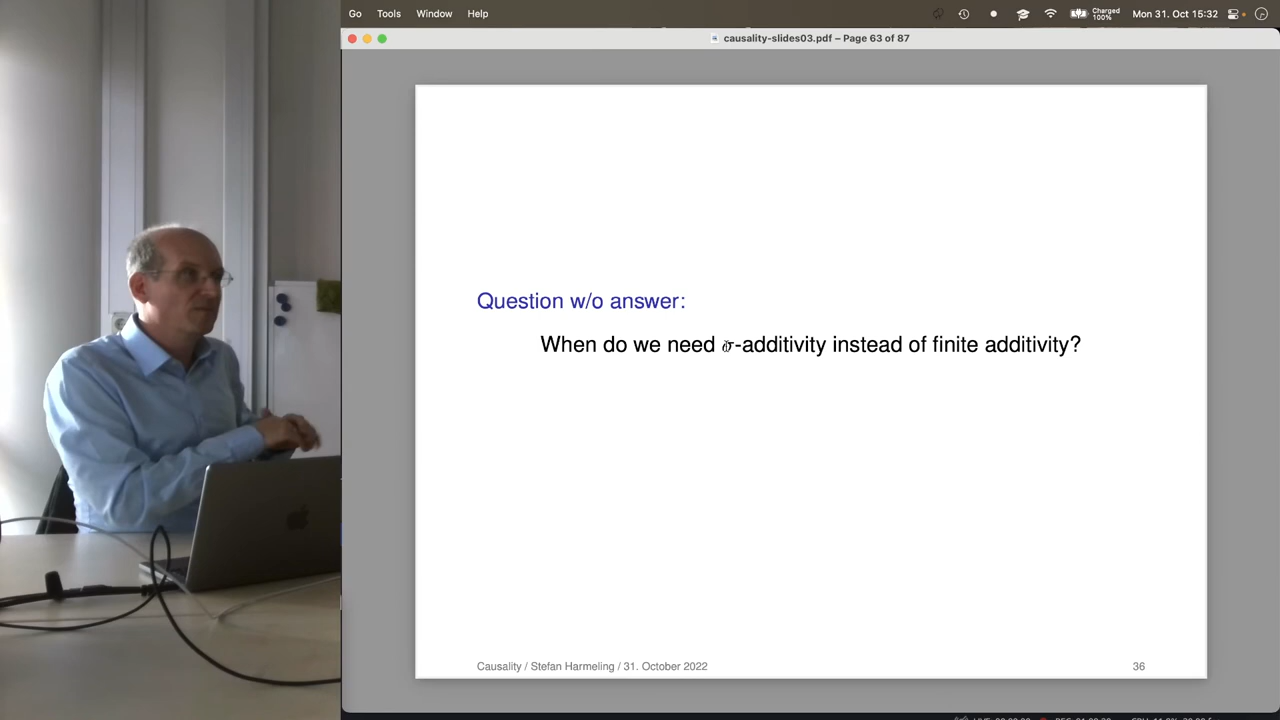 Go Tools Window Help Charged 100% Mon 31. Oct 15:32
causality-slides03.pdf – Page 63 of 87
Question w/o answer:
When do we need σ-additivity instead of finite additivity?
Causality / Stefan Harmeling / 31. October 2022 36